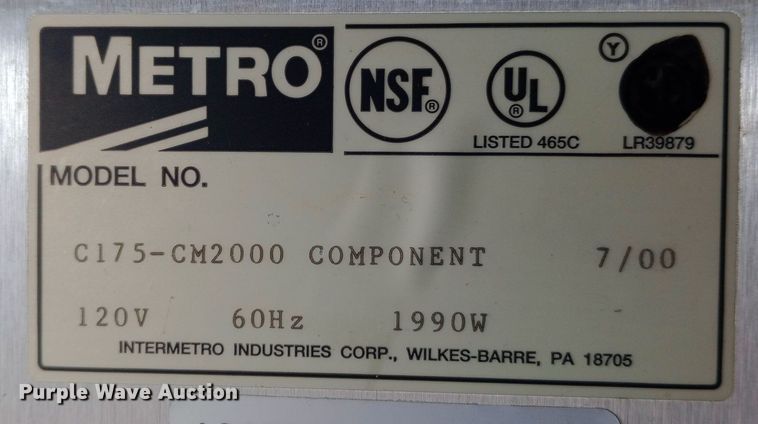 METRO®
NSF®
UL®
Y
LISTED 465C
LR39879
MODEL NO.
C175-CM2000 COMPONENT 7/00
120V 60Hz 1990W
INTERMETRO INDUSTRIES CORP., WILKES-BARRE, PA 18705
Purple Wave Auction